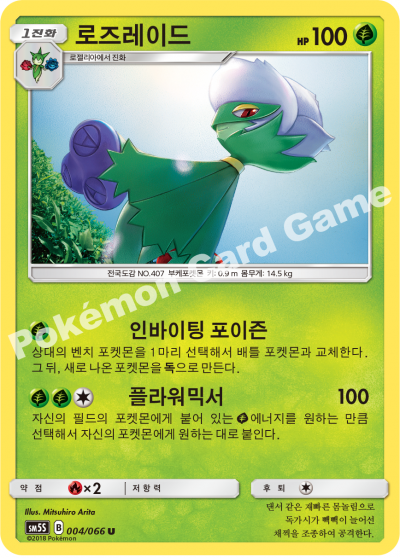 1진화
로즈레이드
HP 100
로젤리아에서 진화
전국도감 NO.407 부케포켓몬 키: 0.9 m 몸무게: 14.5 kg
Pokémon Card Game
인바이팅 포이즌
상대의 벤치 포켓몬을 1마리 선택해서 배틀 포켓몬과 교체한다.
그 뒤, 새로 나온 포켓몬을 독으로 만든다.
플라워믹서 100
자신의 필드의 포켓몬에게 붙어 있는 에너지를 원하는 만큼
선택해서 자신의 포켓몬에게 원하는 대로 붙인다.
약점 ×2 저항력 후퇴
Illus. Mitsuhiro Arita
SM5S B 004/066 U
©2018 Pokémon
댄서 같은 재빠른 몸놀림으로
독가시가 빽빽이 늘어선
채찍을 조종하여 공격한다.